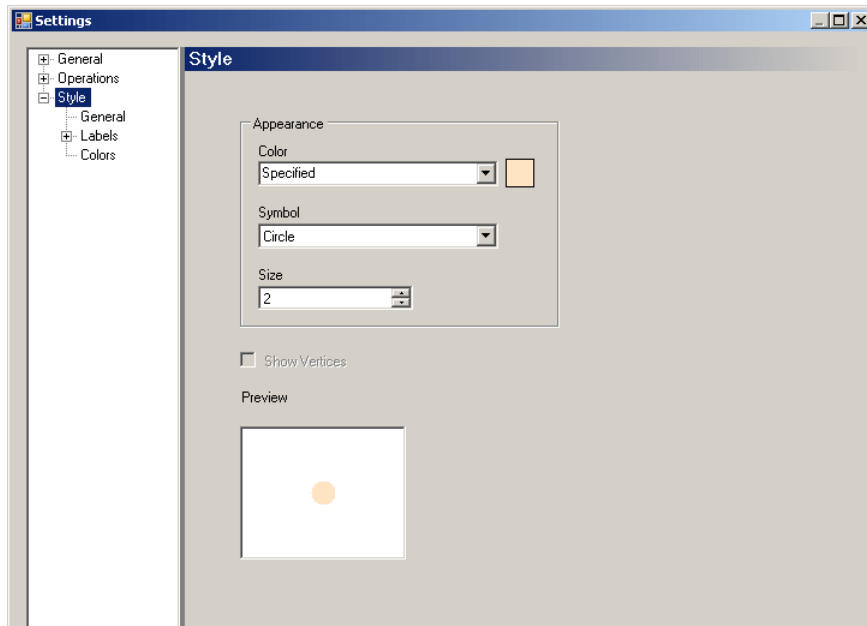 Settings
General
Operations
Style
General
Labels
Colors
Style
Appearance
Color
Specified
Symbol
Circle
Size
2
Show Vertices
Preview